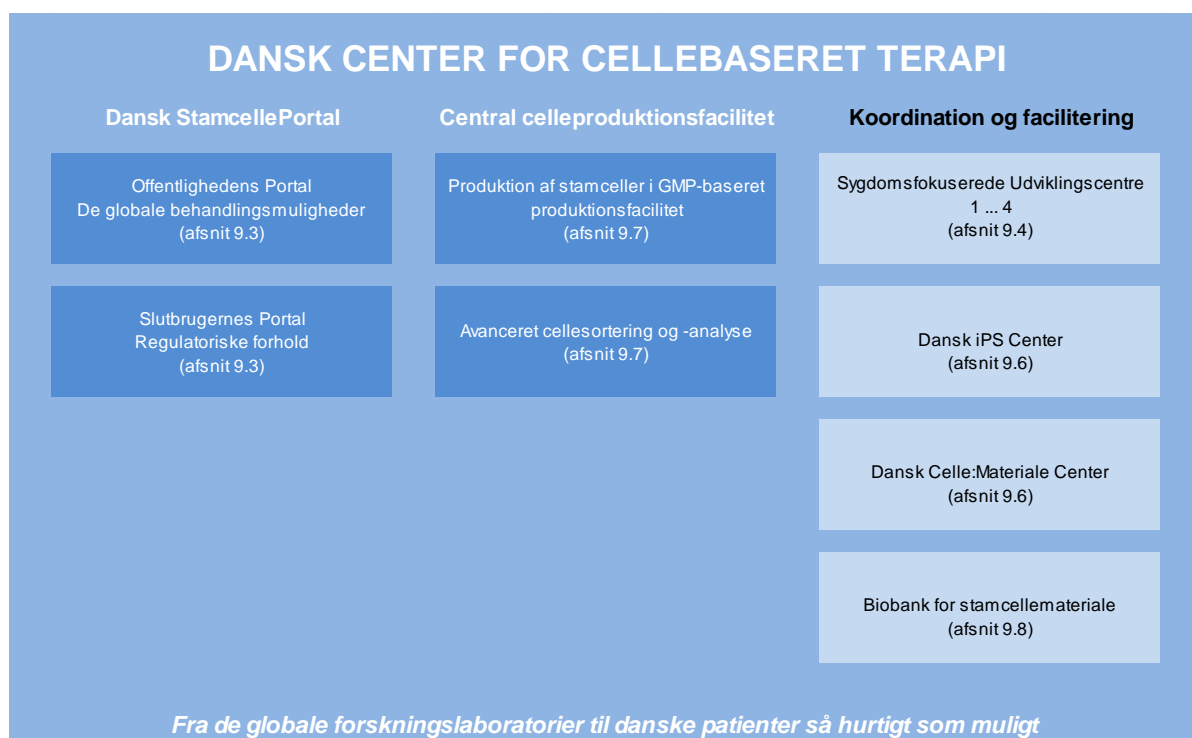 DANSK CENTER FOR CELLEBASERET TERAPI
Dansk StamcellePortal
Offentlighedens Portal
De globale behandlingsmuligheder
(afsnit 9.3)
Slutbrugernes Portal
Regulatoriske forhold
(afsnit 9.3)
Central celleproduktionsfacilitet
Produktion af stamceller i GMP-baseret
produktionsfacilitet
(afsnit 9.7)
Avanceret cellesortering og -analyse
(afsnit 9.7)
Koordination og facilitering
Sygdomsfokuserede Udviklingscentre
1 ... 4
(afsnit 9.4)
Dansk iPS Center
(afsnit 9.6)
Dansk Celle:Materiale Center
(afsnit 9.6)
Biobank for stamcellemateriale
(afsnit 9.8)
Fra de globale forskningslaboratorier til danske patienter så hurtigt som muligt